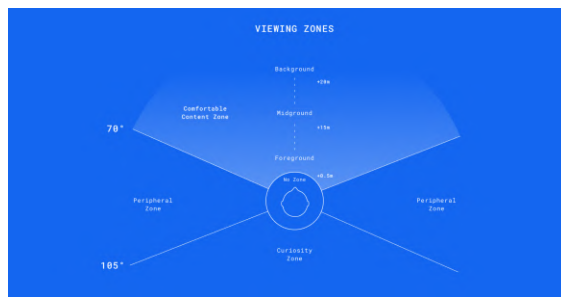 VIEWING ZONES
Background
+20m
Comfortable
Content Zone
Midground
70°
+15m
Foreground
+0.5m
No Zone
Peripheral
Zone
Peripheral
Zone
Curiosity
Zone
105°